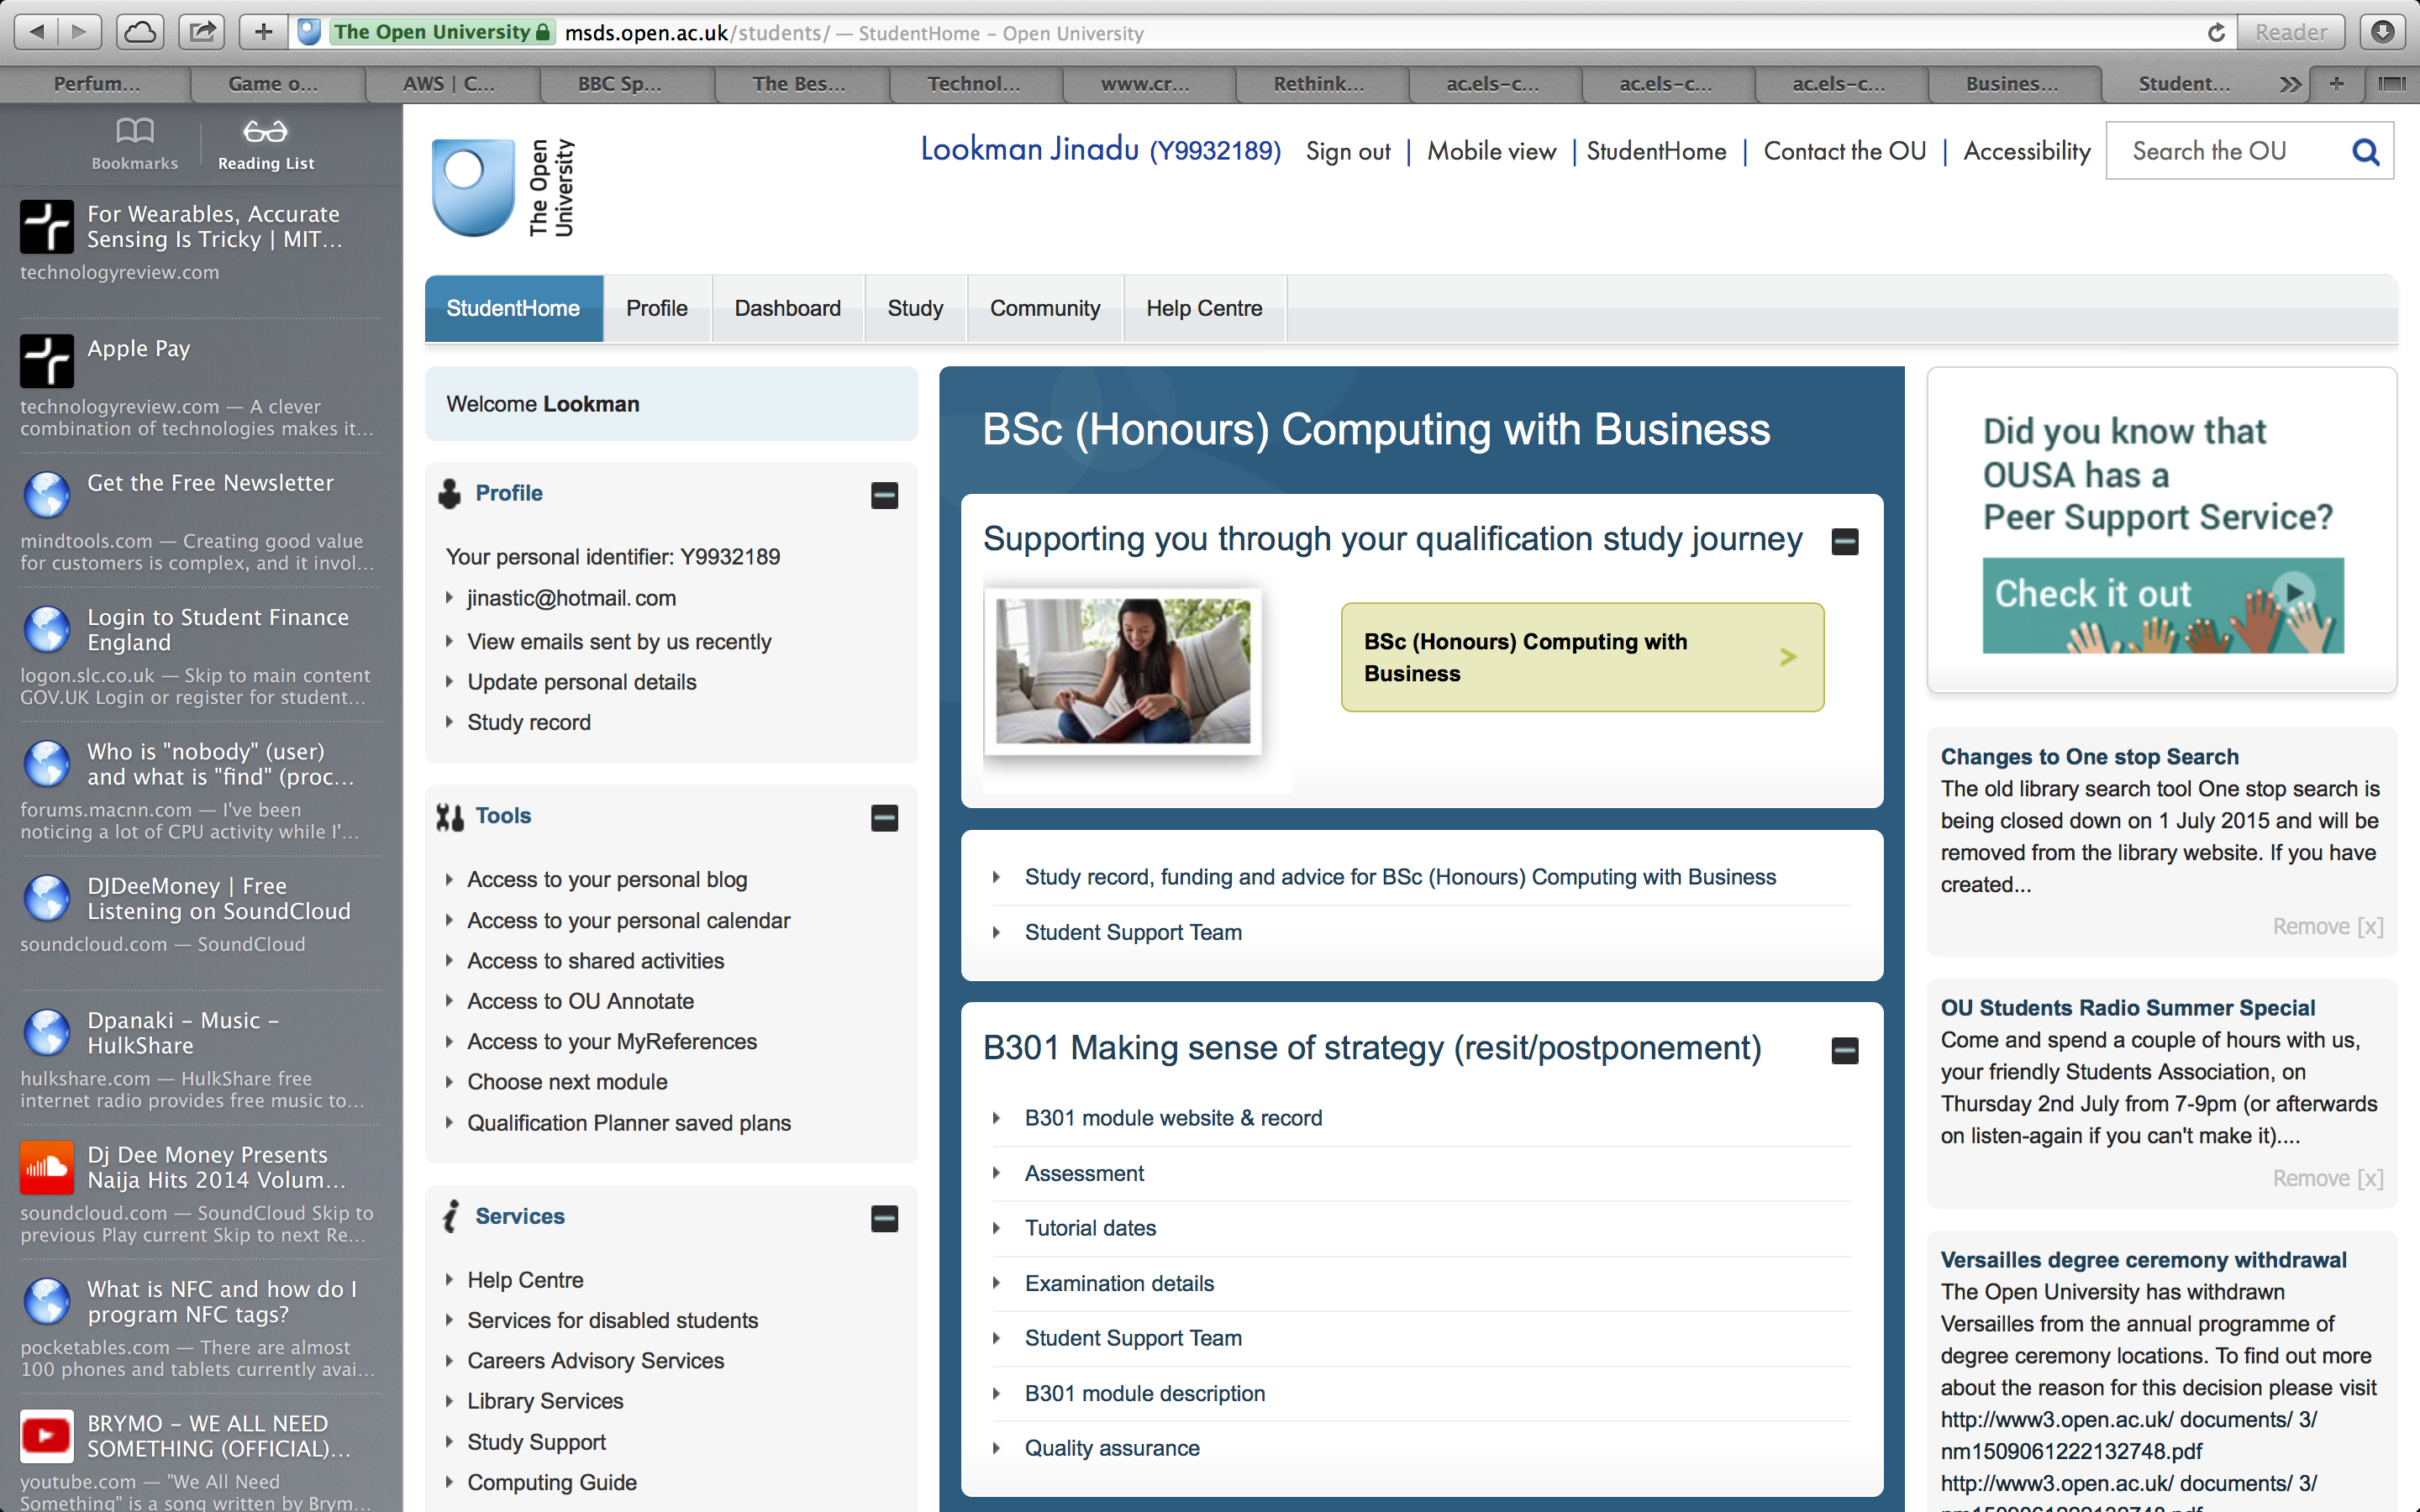 The Open University
msds.open.ac.uk/students/ — StudentHome – Open University
Reader
Perfum...
Game o...
AWS | C...
BBC Sp...
The Bes...
Technol...
www.cr...
Rethink...
ac.els-c...
ac.els-c...
ac.els-c...
Busines...
Student...
Bookmarks
Reading List
For Wearables, Accurate
Sensing Is Tricky | MIT...
technologyreview.com
Apple Pay
technologyreview.com — A clever
combination of technologies makes it...
Get the Free Newsletter
mindtools.com — Creating good value
for customers is complex, and it invol...
Login to Student Finance
England
logon.slc.co.uk — Skip to main content
GOV.UK Login or register for student...
Who is "nobody" (user)
and what is "find" (proc...
forums.macnn.com — I've been
noticing a lot of CPU activity while I'...
DJDeeMoney | Free
Listening on SoundCloud
soundcloud.com — SoundCloud
Dpanaki – Music –
HulkShare
hulkshare.com — HulkShare free
internet radio provides free music to...
Dj Dee Money Presents
Naija Hits 2014 Volum...
soundcloud.com — SoundCloud Skip to
previous Play current Skip to next Re...
What is NFC and how do I
program NFC tags?
pocketables.com — There are almost
100 phones and tablets currently avai...
BRYMO – WE ALL NEED
SOMETHING (OFFICIAL)...
youtube.com — "We All Need
Something" is a song written by Brym...
The Open
University
Lookman Jinadu (Y9932189)
Sign out | Mobile view | StudentHome | Contact the OU | Accessibility
Search the OU
StudentHome
Profile
Dashboard
Study
Community
Help Centre
Welcome Lookman
Profile
Your personal identifier: Y9932189
jinastic@hotmail.com
View emails sent by us recently
Update personal details
Study record
Tools
Access to your personal blog
Access to your personal calendar
Access to shared activities
Access to OU Annotate
Access to your MyReferences
Choose next module
Qualification Planner saved plans
Services
Help Centre
Services for disabled students
Careers Advisory Services
Library Services
Study Support
Computing Guide
BSc (Honours) Computing with Business
Supporting you through your qualification study journey
BSc (Honours) Computing with
Business
Study record, funding and advice for BSc (Honours) Computing with Business
Student Support Team
B301 Making sense of strategy (resit/postponement)
B301 module website & record
Assessment
Tutorial dates
Examination details
Student Support Team
B301 module description
Quality assurance
Did you know that
OUSA has a
Peer Support Service?
Check it out
Changes to One stop Search
The old library search tool One stop search is
being closed down on 1 July 2015 and will be
removed from the library website. If you have
created...
Remove [x]
OU Students Radio Summer Special
Come and spend a couple of hours with us,
your friendly Students Association, on
Thursday 2nd July from 7-9pm (or afterwards
on listen-again if you can't make it)....
Remove [x]
Versailles degree ceremony withdrawal
The Open University has withdrawn
Versailles from the annual programme of
degree ceremony locations. To find out more
about the reason for this decision please visit
http://www3.open.ac.uk/ documents/ 3/
nm1509061222132748.pdf
http://www3.open.ac.uk/ documents/ 3/